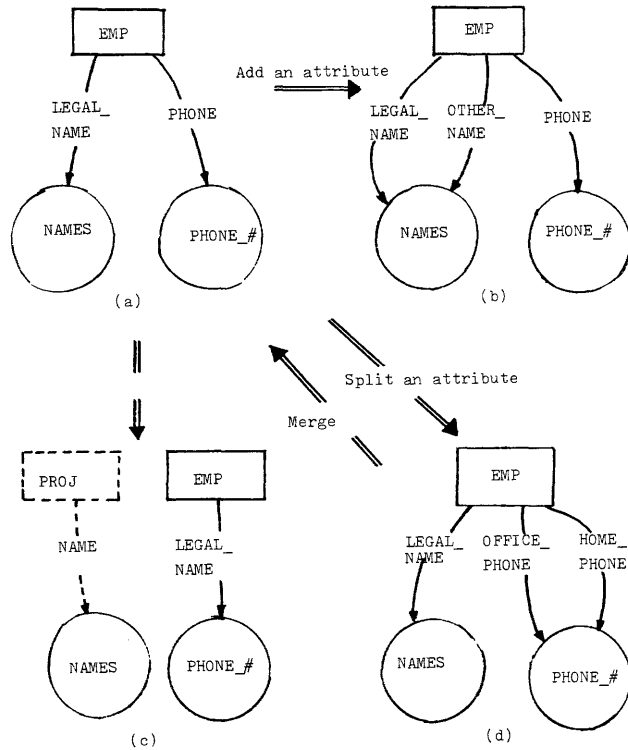 EMP
EMP
Add an attribute
LEGAL_
NAME
PHONE
LEGAL_
NAME
OTHER_
NAME
PHONE
NAMES
PHONE_#
NAMES
PHONE_#
(a)
(b)
Split an attribute
Merge
PROJ
EMP
EMP
NAME
LEGAL_
NAME
LEGAL_
NAME
OFFICE_
PHONE
HOME_
PHONE
NAMES
PHONE_#
NAMES
PHONE_#
(c)
(d)